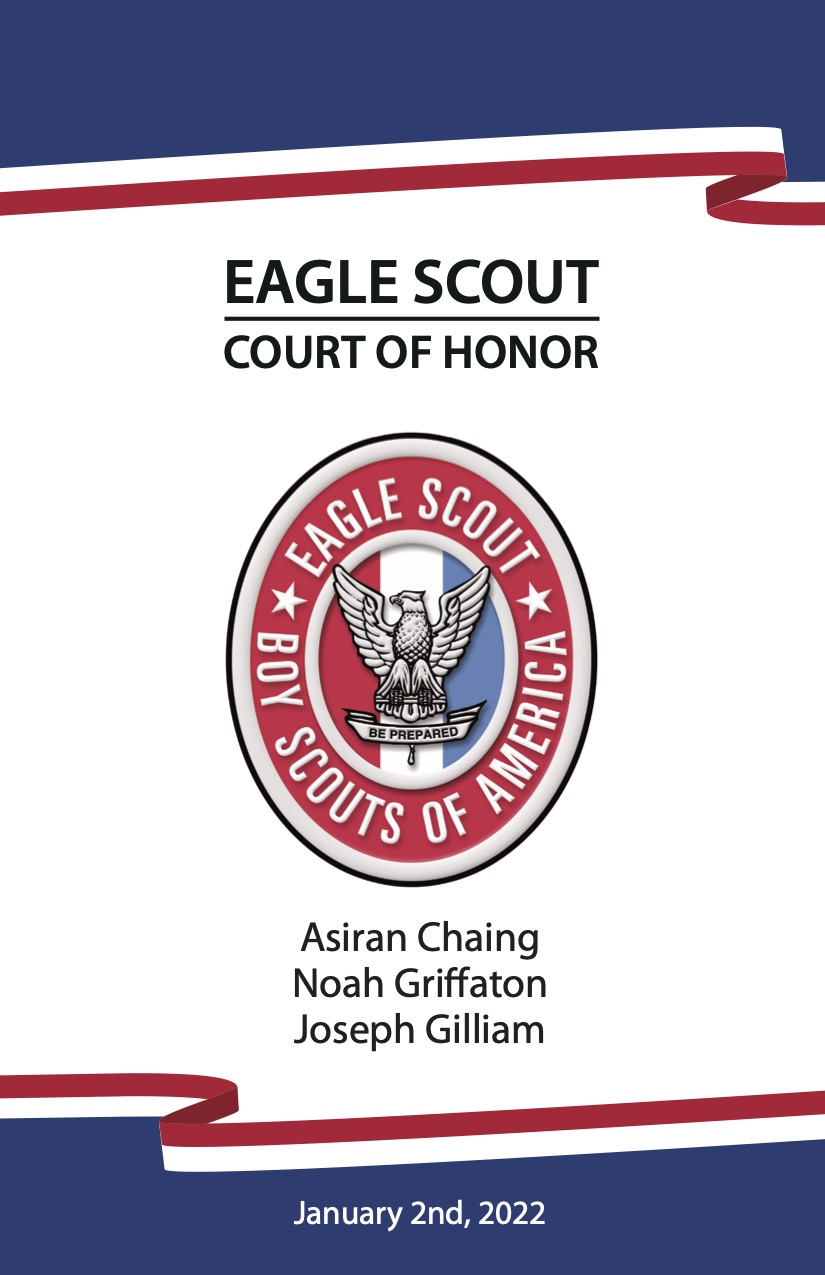 EAGLE SCOUT
COURT OF HONOR
EAGLE SCOUT
BOY SCOUTS OF AMERICA
BE PREPARED
Asiran Chaing
Noah Griffaton
Joseph Gilliam
January 2nd, 2022